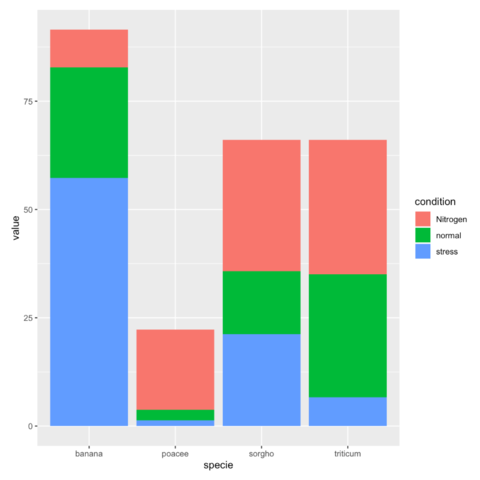 75
50
25
0
value
banana poacee sorgho triticum
specie
condition
Nitrogen
normal
stress